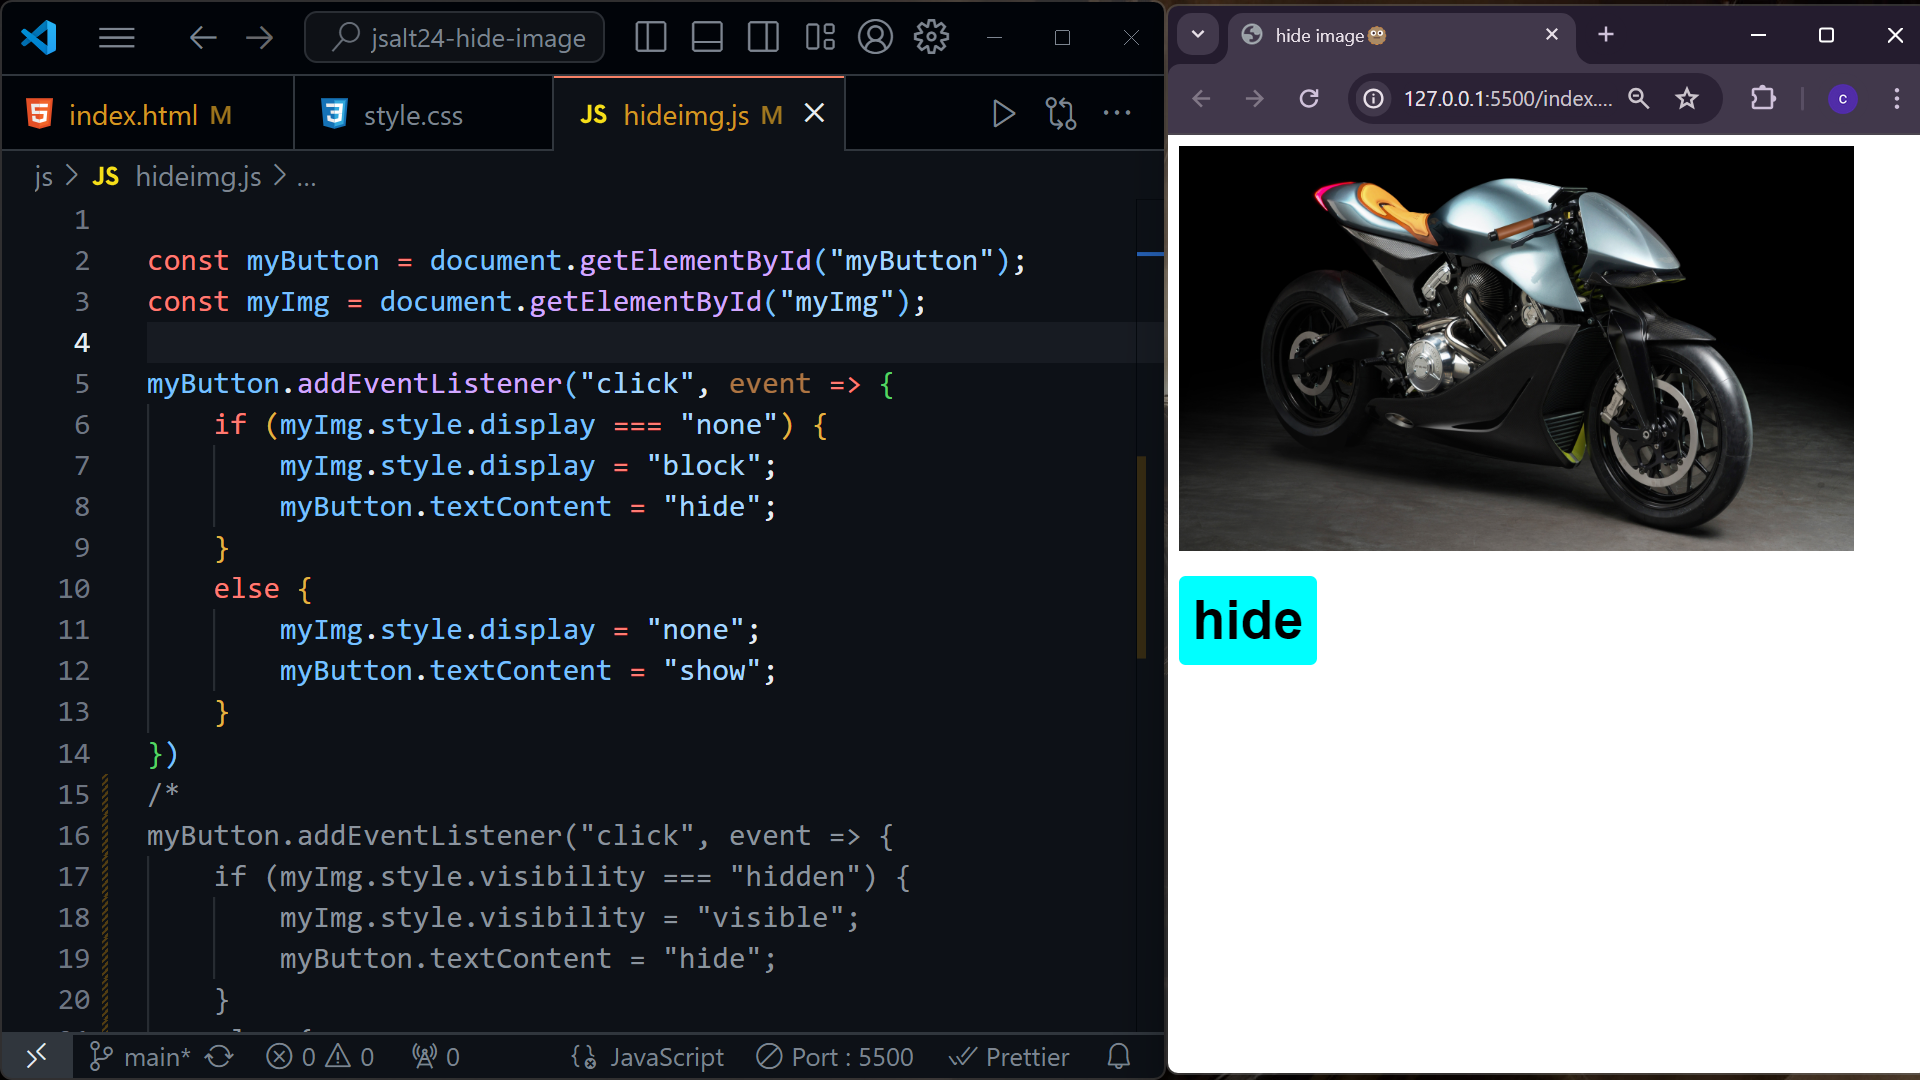 jsalt24-hide-image
index.html M
style.css
JS hideimg.js M
js > JS hideimg.js > ...
1
2 const myButton = document.getElementById("myButton");
3 const myImg = document.getElementById("myImg");
4
5 myButton.addEventListener("click", event => {
6 if (myImg.style.display === "none") {
7 myImg.style.display = "block";
8 myButton.textContent = "hide";
9 }
10 else {
11 myImg.style.display = "none";
12 myButton.textContent = "show";
13 }
14 })
15 /*
16 myButton.addEventListener("click", event => {
17 if (myImg.style.visibility === "hidden") {
18 myImg.style.visibility = "visible";
19 myButton.textContent = "hide";
20 }
main* 0 0 0 JavaScript Port : 5500 Prettier
hide image
127.0.0.1:5500/index....
c
hide